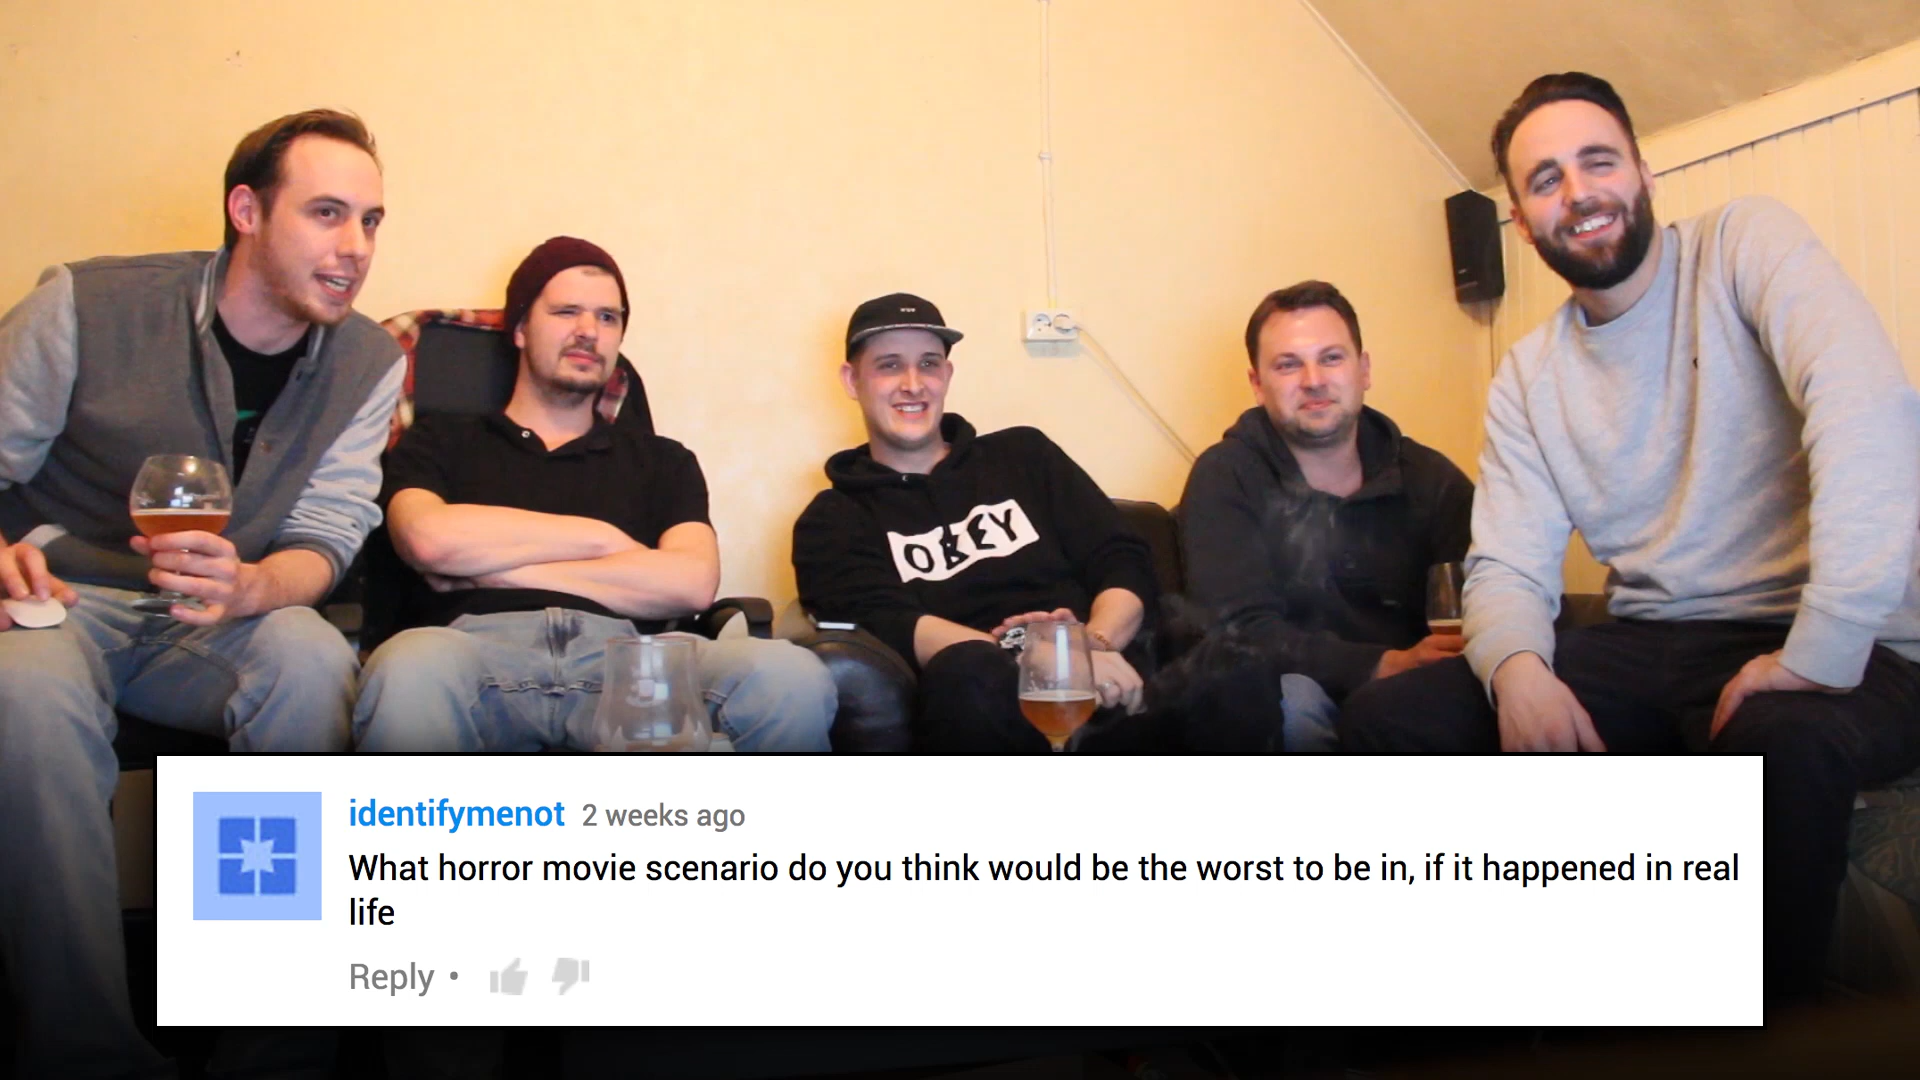 OBEY
identifymenot 2 weeks ago
What horror movie scenario do you think would be the worst to be in, if it happened in real
life
Reply •